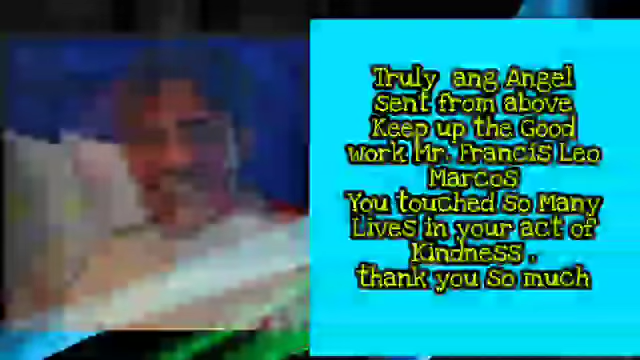 Truly ang Angel
sent from above
Keep up the Good
work Mr. Francis Leo
Marcos
You touched so Many
Lives in your act of
Kindness .
thank you so much